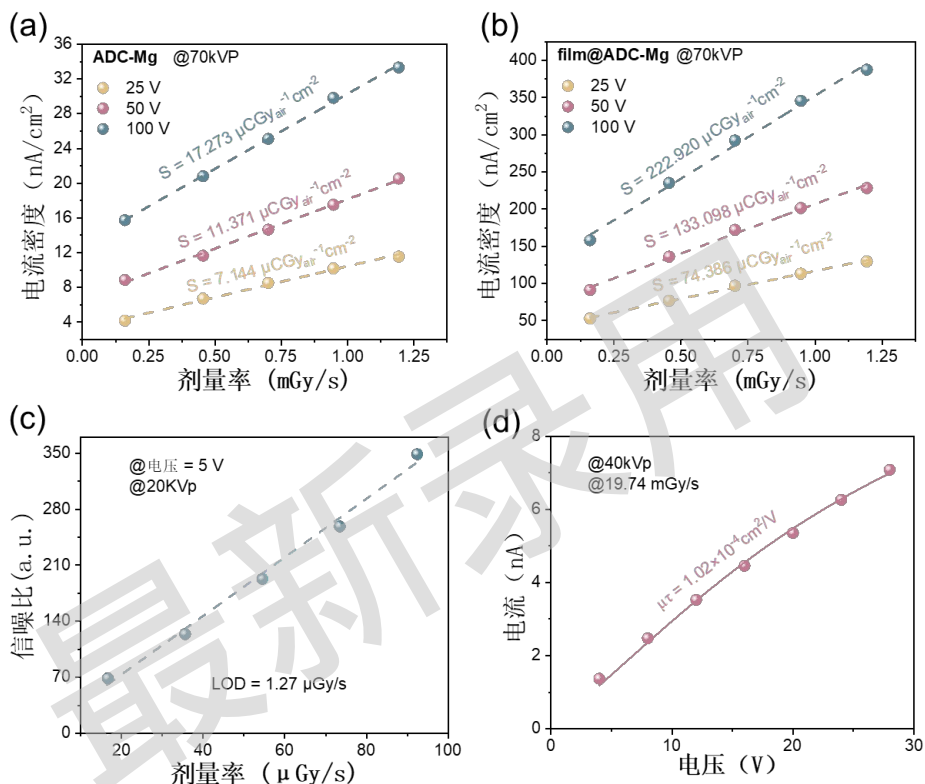 (a)
ADC-Mg @70kVP
25 V
50 V
100 V
S = 17.273 μCGyair-1cm-2
S = 11.371 μCGyair-1cm-2
S = 7.144 μCGyair-1cm-2
电流密度 (nA/cm2)
36
32
28
24
20
16
12
8
4
0.00 0.25 0.50 0.75 1.00 1.25
剂量率 (mGy/s)
(b)
film@ADC-Mg @70kVP
25 V
50 V
100 V
S = 222.920 μCGyair-1cm-2
S = 133.098 μCGyair-1cm-2
S = 74.386 μCGyair-1cm-2
电流密度 (nA/cm2)
400
350
300
250
200
150
100
50
0.00 0.25 0.50 0.75 1.00 1.25
剂量率 (mGy/s)
(c)
@电压 = 5 V
@20KVp
LOD = 1.27 μGy/s
信噪比(a.u.)
350
280
210
140
70
0
20 40 60 80 100
剂量率 (μGy/s)
(d)
@40kVp
@19.74 mGy/s
μτ = 1.02×10-4cm2/V
电流 (nA)
8
6
4
2
0
0 10 20 30
电压 (V)
最新录用